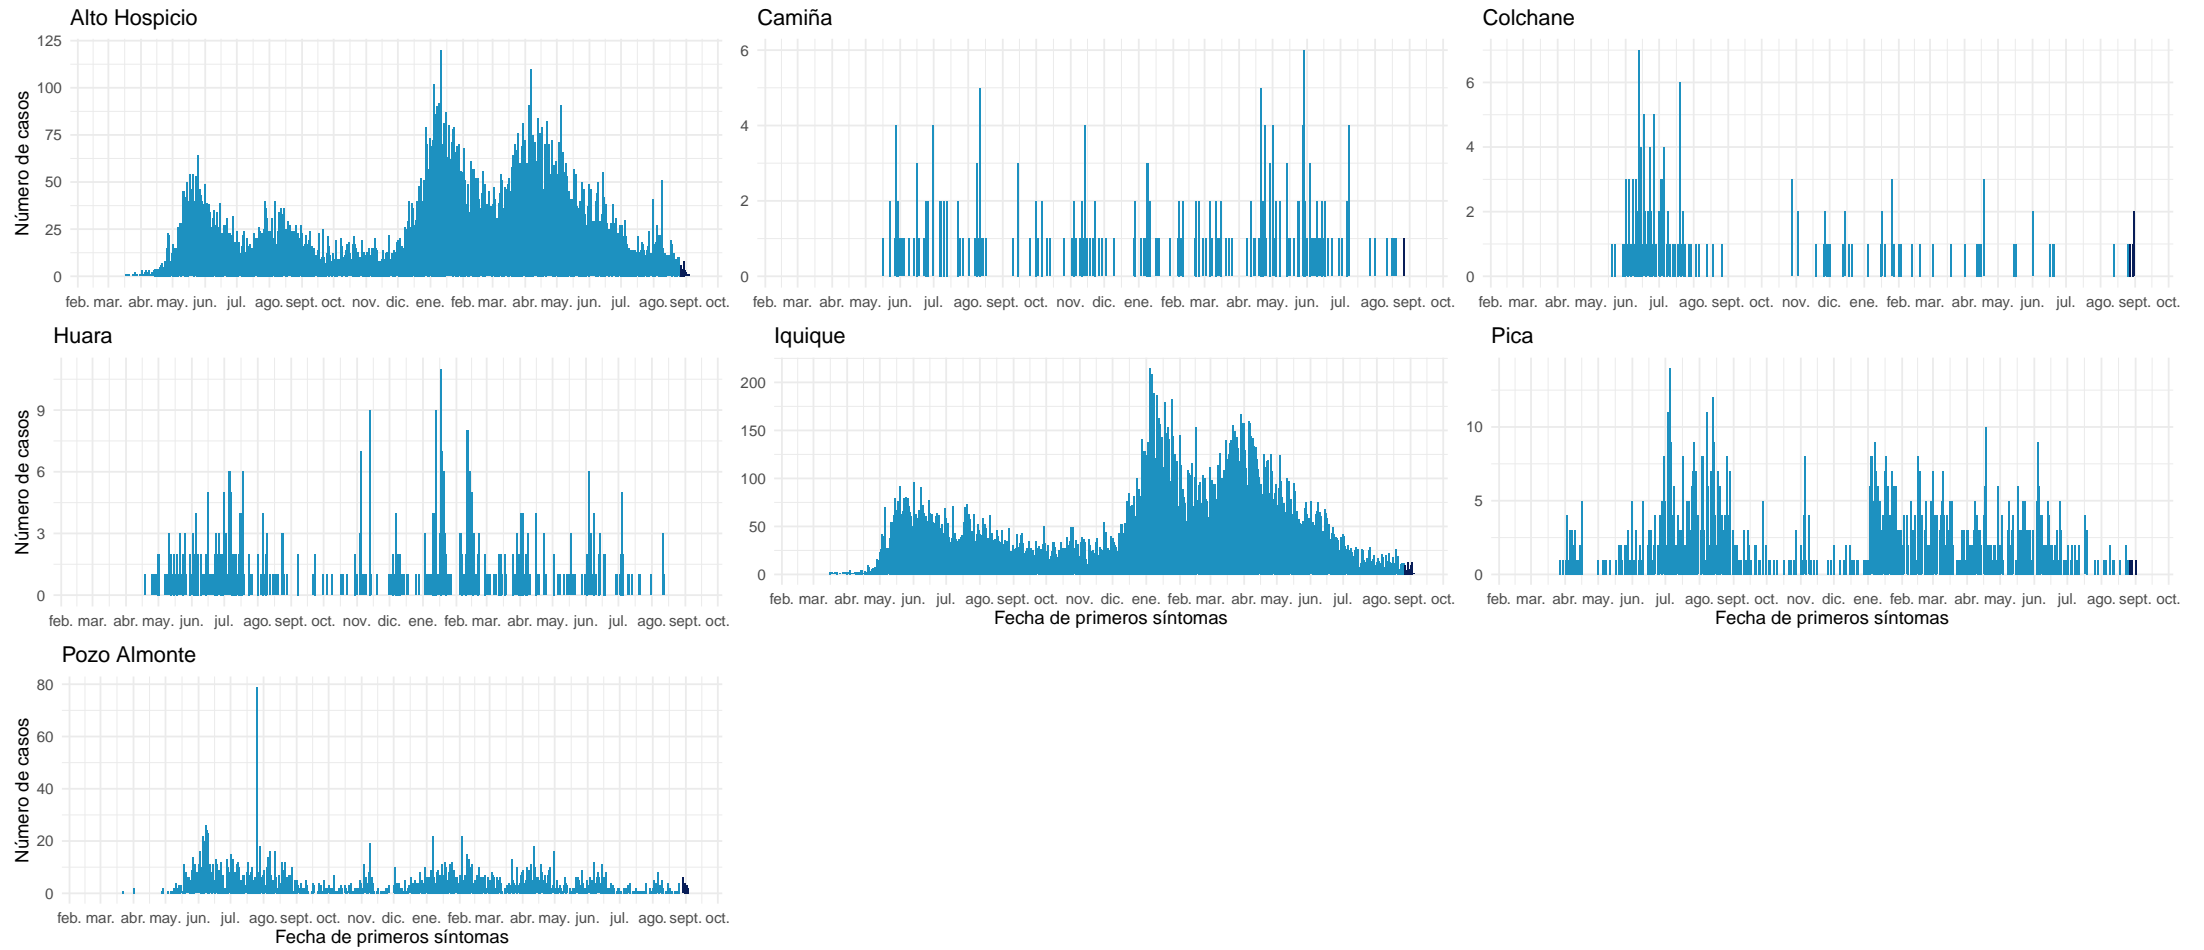 Alto Hospicio
Número de casos
125
100
75
50
25
0
feb. mar. abr. may. jun. jul. ago. sept. oct. nov. dic. ene. feb. mar. abr. may. jun. jul. ago. sept. oct.
Camiña
6
4
2
0
feb. mar. abr. may. jun. jul. ago. sept. oct. nov. dic. ene. feb. mar. abr. may. jun. jul. ago. sept. oct.
Colchane
6
4
2
0
feb. mar. abr. may. jun. jul. ago. sept. oct. nov. dic. ene. feb. mar. abr. may. jun. jul. ago. sept. oct.
Huara
Número de casos
9
6
3
0
feb. mar. abr. may. jun. jul. ago. sept. oct. nov. dic. ene. feb. mar. abr. may. jun. jul. ago. sept. oct.
Iquique
200
150
100
50
0
feb. mar. abr. may. jun. jul. ago. sept. oct. nov. dic. ene. feb. mar. abr. may. jun. jul. ago. sept. oct.
Fecha de primeros síntomas
Pica
10
5
0
feb. mar. abr. may. jun. jul. ago. sept. oct. nov. dic. ene. feb. mar. abr. may. jun. jul. ago. sept. oct.
Fecha de primeros síntomas
Pozo Almonte
Número de casos
80
60
40
20
0
feb. mar. abr. may. jun. jul. ago. sept. oct. nov. dic. ene. feb. mar. abr. may. jun. jul. ago. sept. oct.
Fecha de primeros síntomas